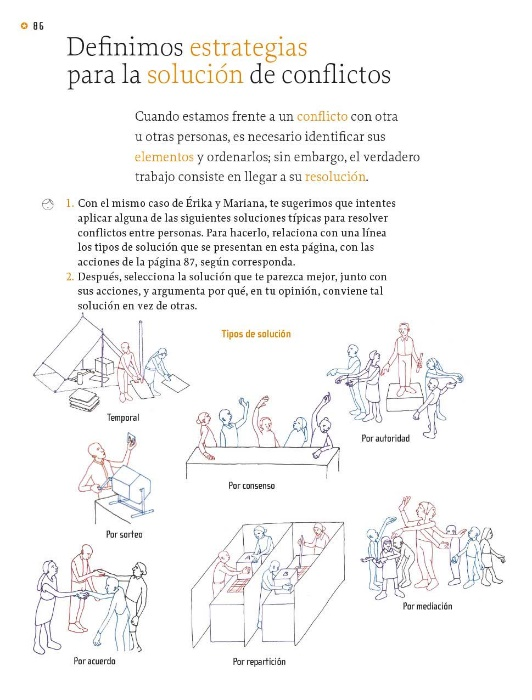 86
Definimos estrategias
para la solución de conflictos
Cuando estamos frente a un conflicto con otra
u otras personas, es necesario identificar sus
elementos y ordenarlos; sin embargo, el verdadero
trabajo consiste en llegar a su resolución.
1. Con el mismo caso de Érika y Mariana, te sugerimos que intentes
aplicar alguna de las siguientes soluciones típicas para resolver
conflictos entre personas. Para hacerlo, relaciona con una línea
los tipos de solución que se presentan en esta página, con las
acciones de la página 87, según corresponda.
2. Después, selecciona la solución que te parezca mejor, junto con
sus acciones, y argumenta por qué, en tu opinión, conviene tal
solución en vez de otras.
Tipos de solución
Temporal
Por autoridad
Por consenso
Por sorteo
Por mediación
Por acuerdo
Por repartición